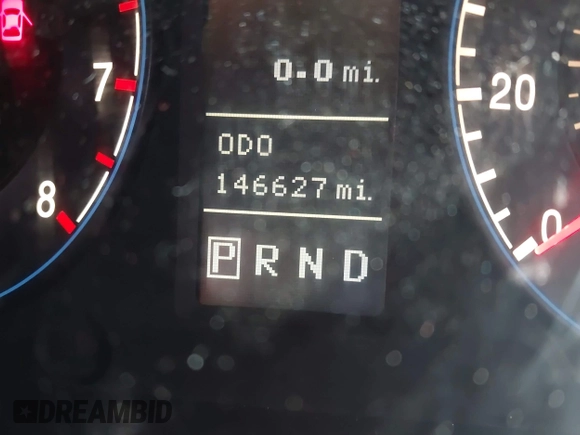 0.0 mi.
7
20
ODO
146627 mi.
8
0
P R N D
DREAMBID